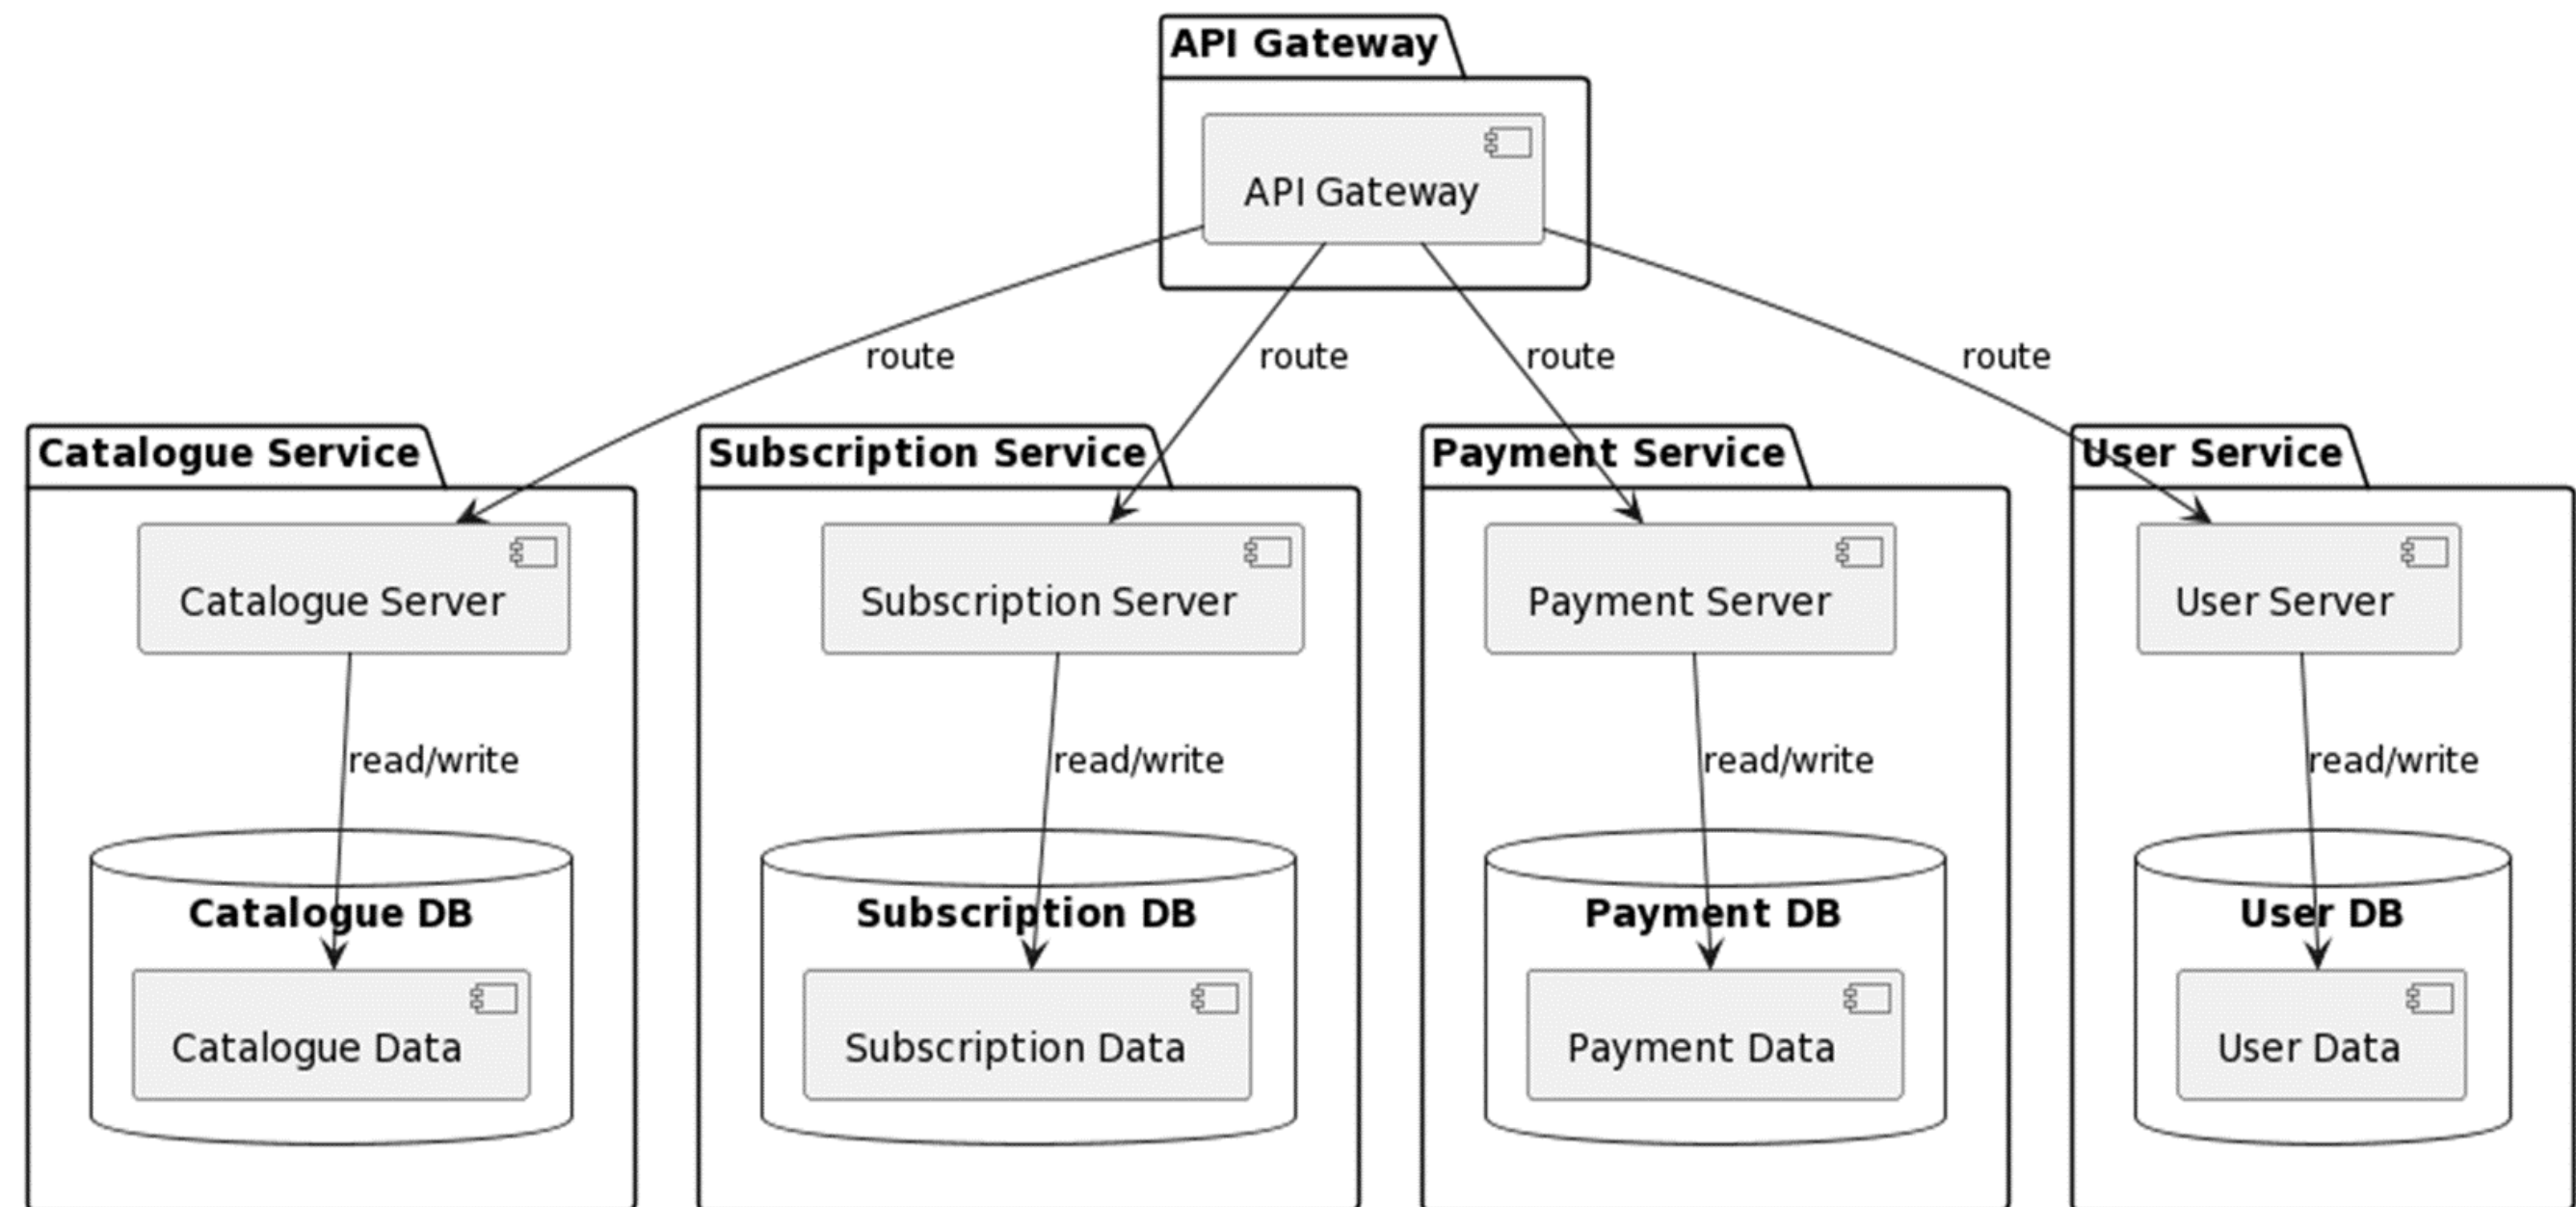 API Gateway
API Gateway
route
route
route
route
Catalogue Service
Subscription Service
Payment Service
User Service
Catalogue Server
Subscription Server
Payment Server
User Server
read/write
read/write
read/write
read/write
Catalogue DB
Subscription DB
Payment DB
User DB
Catalogue Data
Subscription Data
Payment Data
User Data